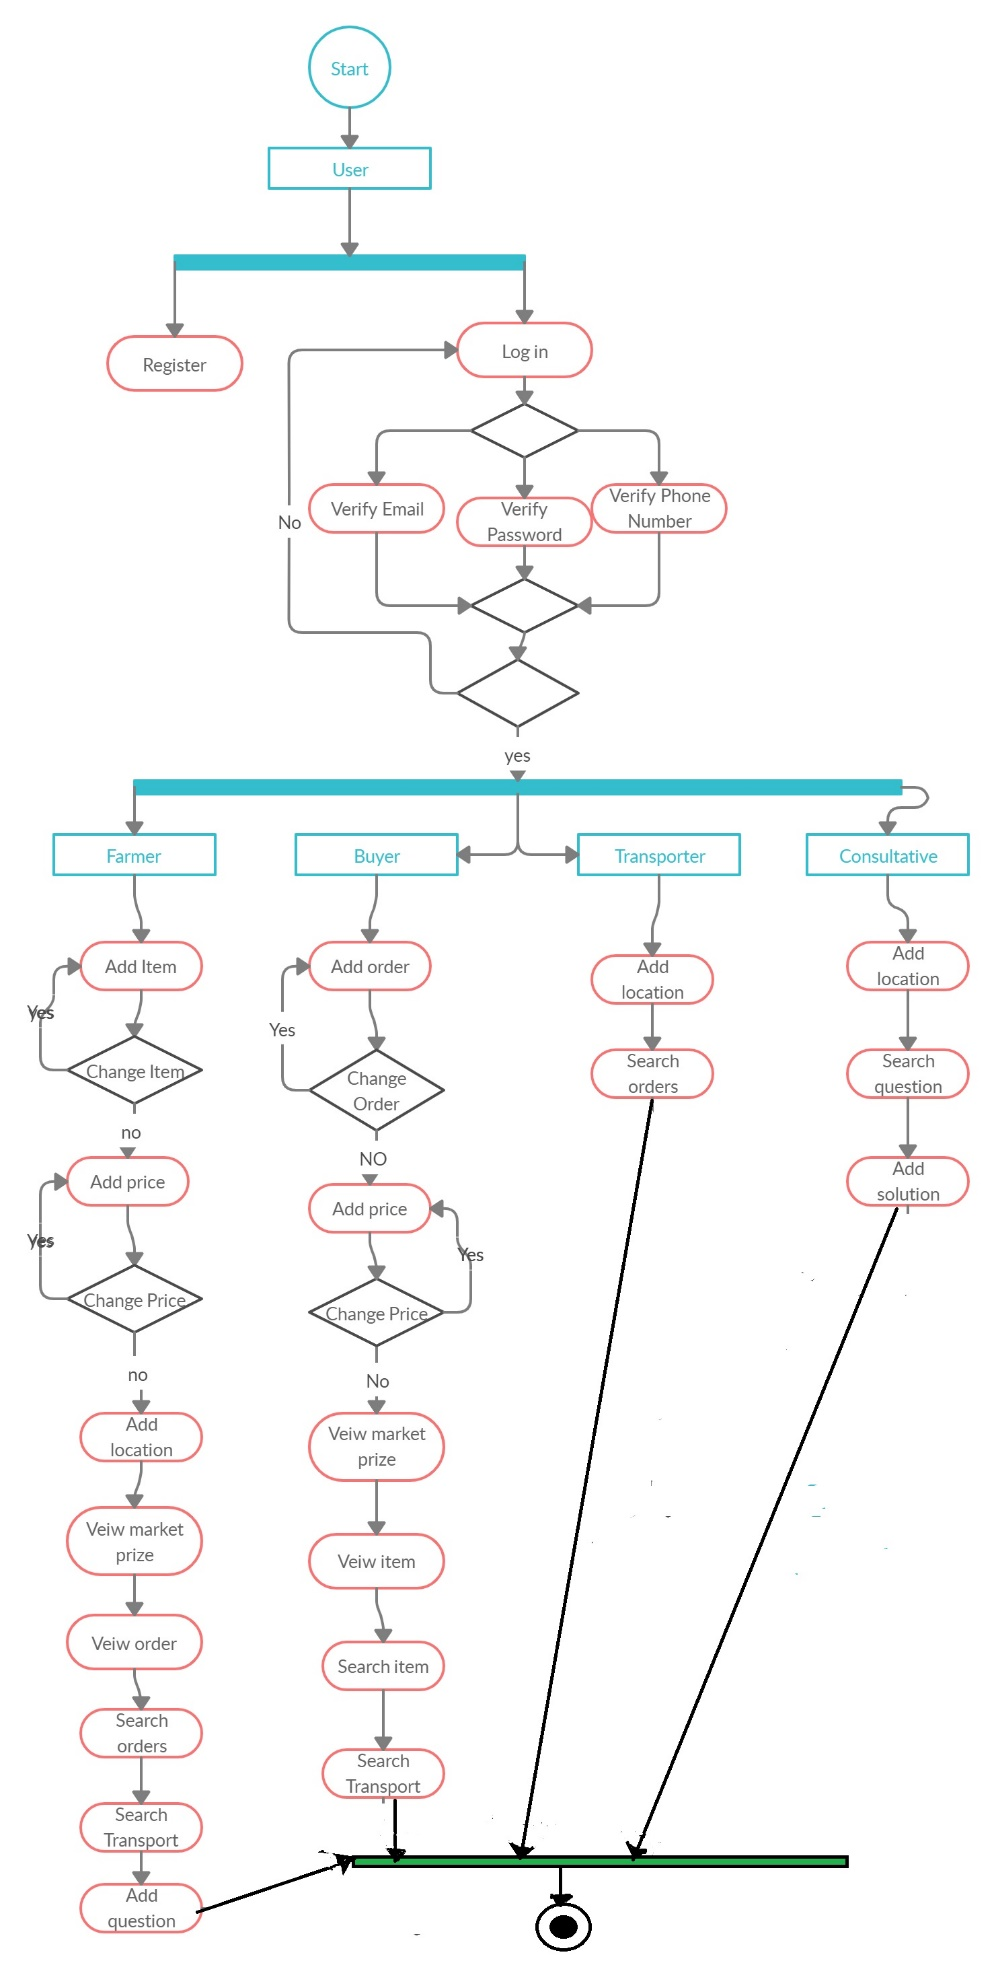 Start
User
Register
Log in
Verify Email
Verify
Password
Verify Phone
Number
No
yes
Farmer
Buyer
Transporter
Consultative
Add Item
Yes
Change Item
no
Add price
Yes
Change Price
no
Add
location
Veiw market
prize
Veiw order
Search
orders
Search
Transport
Add
question
Add order
Yes
Change
Order
NO
Add price
Yes
Change Price
No
Veiw market
prize
Veiw item
Search item
Search
Transport
Add
location
Search
orders
Add
location
Search
question
Add
solution